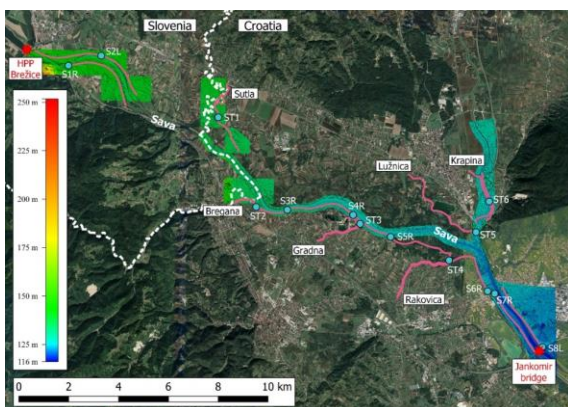 Slovenia
Croatia
HPP
Brežice
S2L
S1R
250 m
225 m
200 m
175 m
150 m
125 m
116 m
Sava
Sutla
ST1
Lužnica
Krapina
ST6
Bregana
ST2
S3R
S4R
ST3
Gradna
S5R
Sava
ST5
ST4
Rakovica
S6R
S7R
S8L
Jankomir
bridge
0 2 4 6 8 10 km